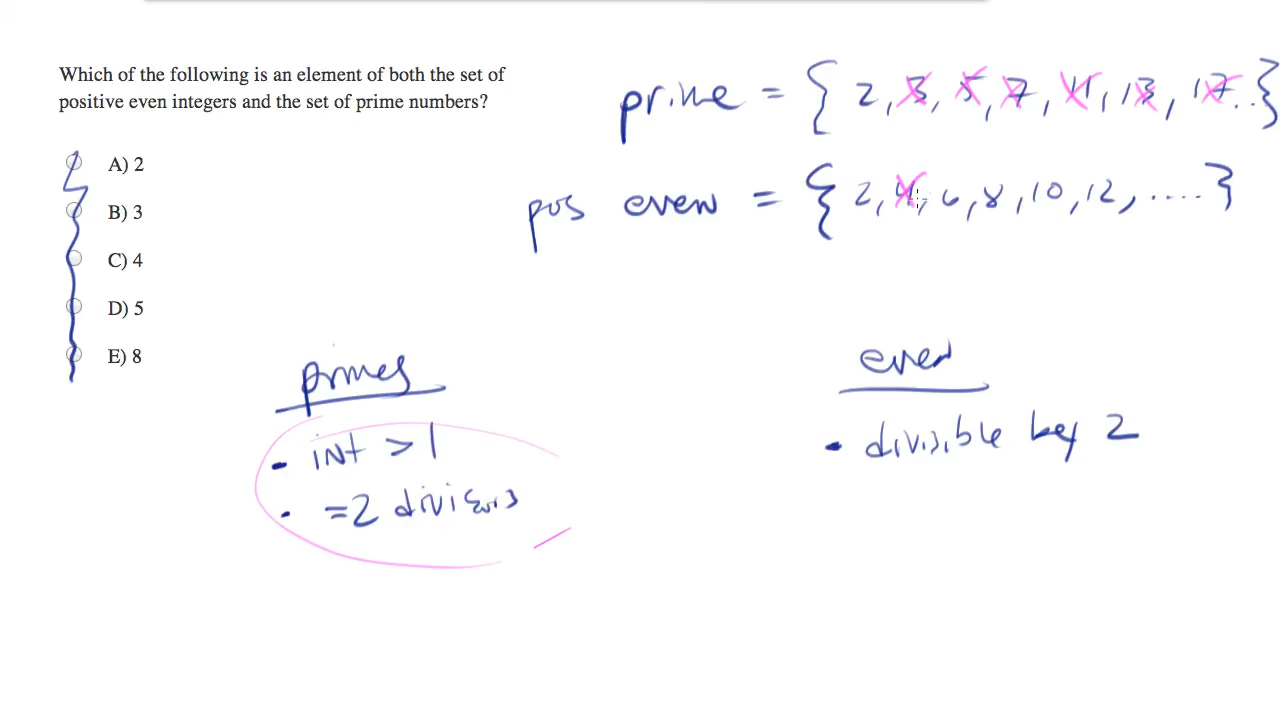 Which of the following is an element of both the set of
positive even integers and the set of prime numbers?
A) 2
B) 3
C) 4
D) 5
E) 8
prime = { 2, 3, 5, 7, 11, 13, 17, .. }
pos even = { 2, 4, 6, 8, 10, 12, .... }
primes
• int > 1
• = 2 divisors
even
• divisible by 2